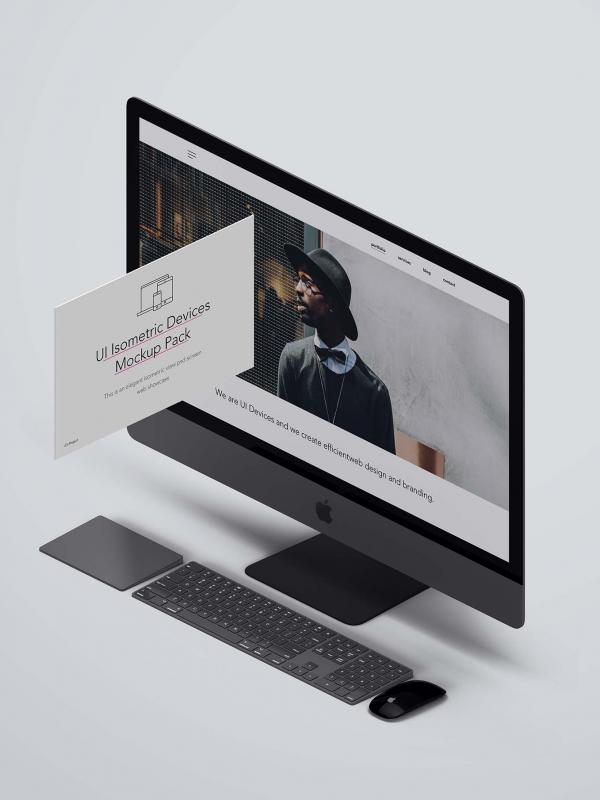 portfolio
services
blog
contact
UI Isometric Devices
Mockup Pack
This is an elegant isometric view psd screen
web showcase
We are UI Devices and we create efficientweb design and branding.